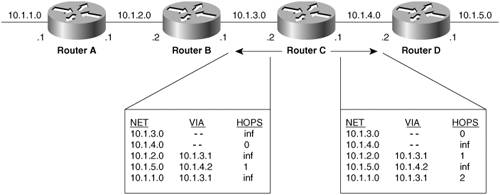 10.1.1.0 10.1.2.0 10.1.3.0 10.1.4.0 10.1.5.0
.1 .1 .2 .1 .2 .1 .2 .1
Router A Router B Router C Router D
NET VIA HOPS
10.1.3.0 -- inf
10.1.4.0 -- 0
10.1.2.0 10.1.3.1 inf
10.1.5.0 10.1.4.2 1
10.1.1.0 10.1.3.1 inf
NET VIA HOPS
10.1.3.0 -- 0
10.1.4.0 -- inf
10.1.2.0 10.1.3.1 1
10.1.5.0 10.1.4.2 inf
10.1.1.0 10.1.3.1 2